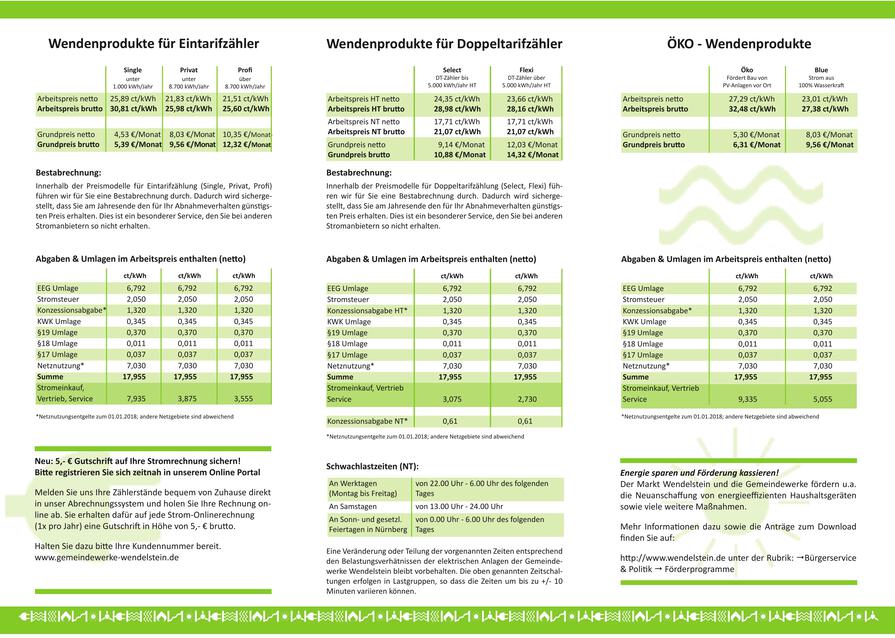 Wendenprodukte für Eintarifzähler
Single Privat Profi
unter unter über
1.000 kWh/Jahr 8.700 kWh/Jahr 8.700 kWh/Jahr
Arbeitspreis netto 25,89 ct/kWh 21,83 ct/kWh 21,51 ct/kWh
Arbeitspreis brutto 30,81 ct/kWh 25,98 ct/kWh 25,60 ct/kWh
Grundpreis netto 4,53 €/Monat 8,03 €/Monat 10,35 €/Monat
Grundpreis brutto 5,39 €/Monat 9,56 €/Monat 12,32 €/Monat
Bestabrechnung:
Innerhalb der Preismodelle für Eintarifzählung (Single, Privat, Profi)
führen wir für Sie eine Bestabrechnung durch. Dadurch wird sicherge-
stellt, dass Sie am Jahresende den für Ihr Abnahmeverhalten günstigs-
ten Preis erhalten. Dies ist ein besonderer Service, den Sie bei anderen
Stromanbietern so nicht erhalten.
Abgaben & Umlagen im Arbeitspreis enthalten (netto)
ct/kWh ct/kWh ct/kWh
EEG Umlage 6,792 6,792 6,792
Stromsteuer 2,050 2,050 2,050
Konzessionsabgabe* 1,320 1,320 1,320
KWK Umlage 0,345 0,345 0,345
§19 Umlage 0,370 0,370 0,370
§18 Umlage 0,011 0,011 0,011
§17 Umlage 0,037 0,037 0,037
Netznutzung* 7,030 7,030 7,030
Summe 17,955 17,955 17,955
Stromeinkauf,
Vertrieb, Service 7,935 3,875 3,555
*Netznutzungsentgelte zum 01.01.2018; andere Netzgebiete sind abweichend
Neu: 5,- € Gutschrift auf Ihre Stromrechnung sichern!
Bitte registrieren Sie sich zeitnah in unserem Online Portal
Melden Sie uns Ihre Zählerstände bequem von Zuhause direkt
in unser Abrechnungssystem und holen Sie Ihre Rechnung on-
line ab. Sie erhalten dafür auf jede Strom-Onlinerechnung
(1x pro Jahr) eine Gutschrift in Höhe von 5,- € brutto.
Halten Sie dazu bitte Ihre Kundennummer bereit.
www.gemeindewerke-wendelstein.de
Wendenprodukte für Doppeltarifzähler
Select Flexi
DT-Zähler bis DT-Zähler über
5.000 kWh/Jahr HT 5.000 kWh/Jahr HT
Arbeitspreis HT netto 24,35 ct/kWh 23,66 ct/kWh
Arbeitspreis HT brutto 28,98 ct/kWh 28,16 ct/kWh
Arbeitspreis NT netto 17,71 ct/kWh 17,71 ct/kWh
Arbeitspreis NT brutto 21,07 ct/kWh 21,07 ct/kWh
Grundpreis netto 9,14 €/Monat 12,03 €/Monat
Grundpreis brutto 10,88 €/Monat 14,32 €/Monat
Bestabrechnung:
Innerhalb der Preismodelle für Doppeltarifzählung (Select, Flexi) füh-
ren wir für Sie eine Bestabrechnung durch. Dadurch wird sicherge-
stellt, dass Sie am Jahresende den für Ihr Abnahmeverhalten günstigs-
ten Preis erhalten. Dies ist ein besonderer Service, den Sie bei anderen
Stromanbietern so nicht erhalten.
Abgaben & Umlagen im Arbeitspreis enthalten (netto)
ct/kWh ct/kWh
EEG Umlage 6,792 6,792
Stromsteuer 2,050 2,050
Konzessionsabgabe HT* 1,320 1,320
KWK Umlage 0,345 0,345
§19 Umlage 0,370 0,370
§18 Umlage 0,011 0,011
§17 Umlage 0,037 0,037
Netznutzung* 7,030 7,030
Summe 17,955 17,955
Stromeinkauf, Vertrieb
Service 3,075 2,730
Konzessionsabgabe NT* 0,61 0,61
*Netznutzungsentgelte zum 01.01.2018; andere Netzgebiete sind abweichend
Schwachlastzeiten (NT):
An Werktagen von 22.00 Uhr - 6.00 Uhr des folgenden
(Montag bis Freitag) Tages
An Samstagen von 13.00 Uhr - 24.00 Uhr
An Sonn- und gesetzl. von 0.00 Uhr - 6.00 Uhr des folgenden
Feiertagen in Nürnberg Tages
Eine Veränderung oder Teilung der vorgenannten Zeiten entsprechend
den Belastungsverhätnissen der elektrischen Anlagen der Gemeinde-
werke Wendelstein bleibt vorbehalten. Die oben genannten Zeitschal-
tungen erfolgen in Lastgruppen, so dass die Zeiten um bis zu +/- 10
Minuten variieren können.
ÖKO - Wendenprodukte
Öko Blue
Fördert Bau von Strom aus
PV-Anlagen vor Ort 100% Wasserkraft
Arbeitspreis netto 27,29 ct/kWh 23,01 ct/kWh
Arbeitspreis brutto 32,48 ct/kWh 27,38 ct/kWh
Grundpreis netto 5,30 €/Monat 8,03 €/Monat
Grundpreis brutto 6,31 €/Monat 9,56 €/Monat
Abgaben & Umlagen im Arbeitspreis enthalten (netto)
ct/kWh ct/kWh
EEG Umlage 6,792 6,792
Stromsteuer 2,050 2,050
Konzessionsabgabe* 1,320 1,320
KWK Umlage 0,345 0,345
§19 Umlage 0,370 0,370
§18 Umlage 0,011 0,011
§17 Umlage 0,037 0,037
Netznutzung* 7,030 7,030
Summe 17,955 17,955
Stromeinkauf, Vertrieb
Service 9,335 5,055
*Netznutzungsentgelte zum 01.01.2018; andere Netzgebiete sind abweichend
Energie sparen und Förderung kassieren!
Der Markt Wendelstein und die Gemeindewerke fördern u.a.
die Neuanschaffung von energieeffizienten Haushaltsgeräten
sowie viele weitere Maßnahmen.
Mehr Informationen dazu sowie die Anträge zum Download
finden Sie auf:
http://www.wendelstein.de unter der Rubrik: →Bürgerservice
& Politik → Förderprogramme